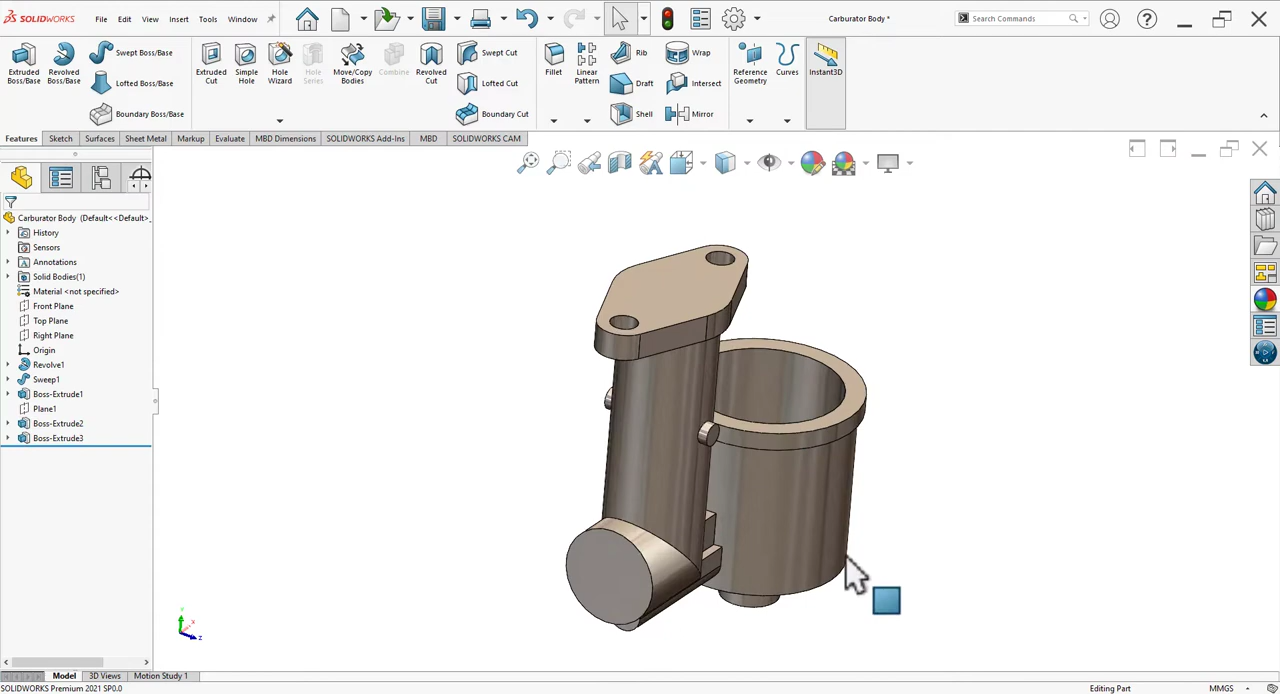 SOLIDWORKS File Edit View Insert Tools Window Carburator Body * Search Commands
Extruded Boss/Base
Revolved Boss/Base
Swept Boss/Base
Lofted Boss/Base
Boundary Boss/Base
Extruded Cut
Simple Hole
Hole Wizard
Hole Series
Move/Copy Bodies
Combine
Revolved Cut
Swept Cut
Lofted Cut
Boundary Cut
Fillet
Linear Pattern
Rib
Draft
Shell
Wrap
Intersect
Mirror
Reference Geometry
Curves
Instant3D
Features Sketch Surfaces Sheet Metal Markup Evaluate MBD Dimensions SOLIDWORKS Add-Ins MBD SOLIDWORKS CAM
Carburator Body (Default<<Default>_
History
Sensors
Annotations
Solid Bodies(1)
Material <not specified>
Front Plane
Top Plane
Right Plane
Origin
Revolve1
Sweep1
Boss-Extrude1
Plane1
Boss-Extrude2
Boss-Extrude3
Y
X
Z
Model 3D Views Motion Study 1
SOLIDWORKS Premium 2021 SP0.0 Editing Part MMGS